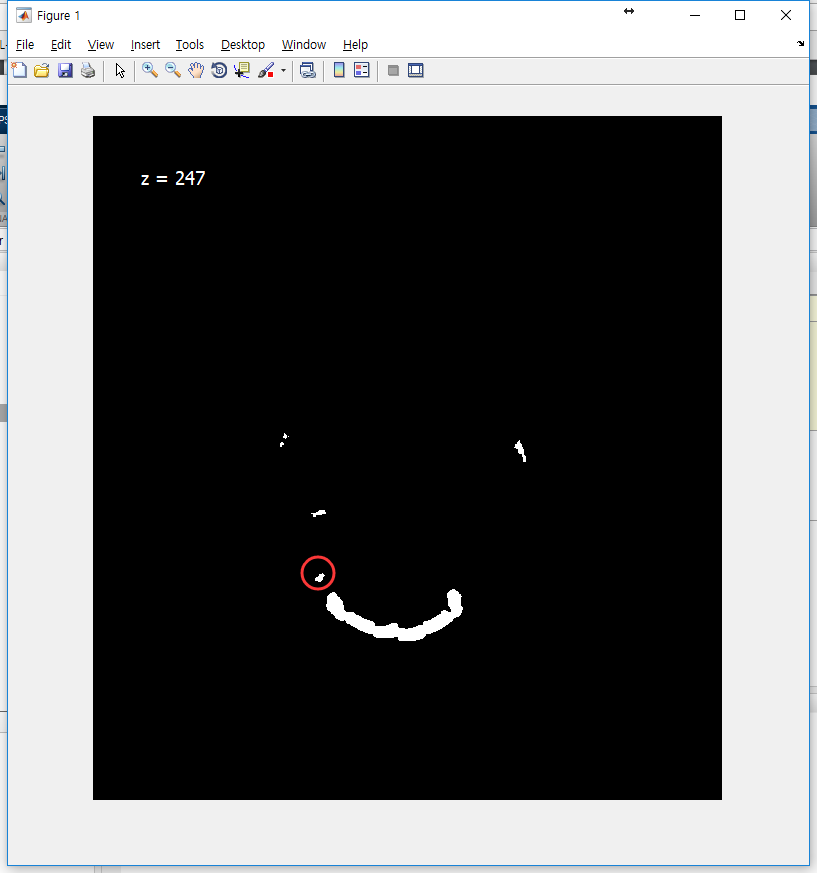 Figure 1
File Edit View Insert Tools Desktop Window Help
z = 247